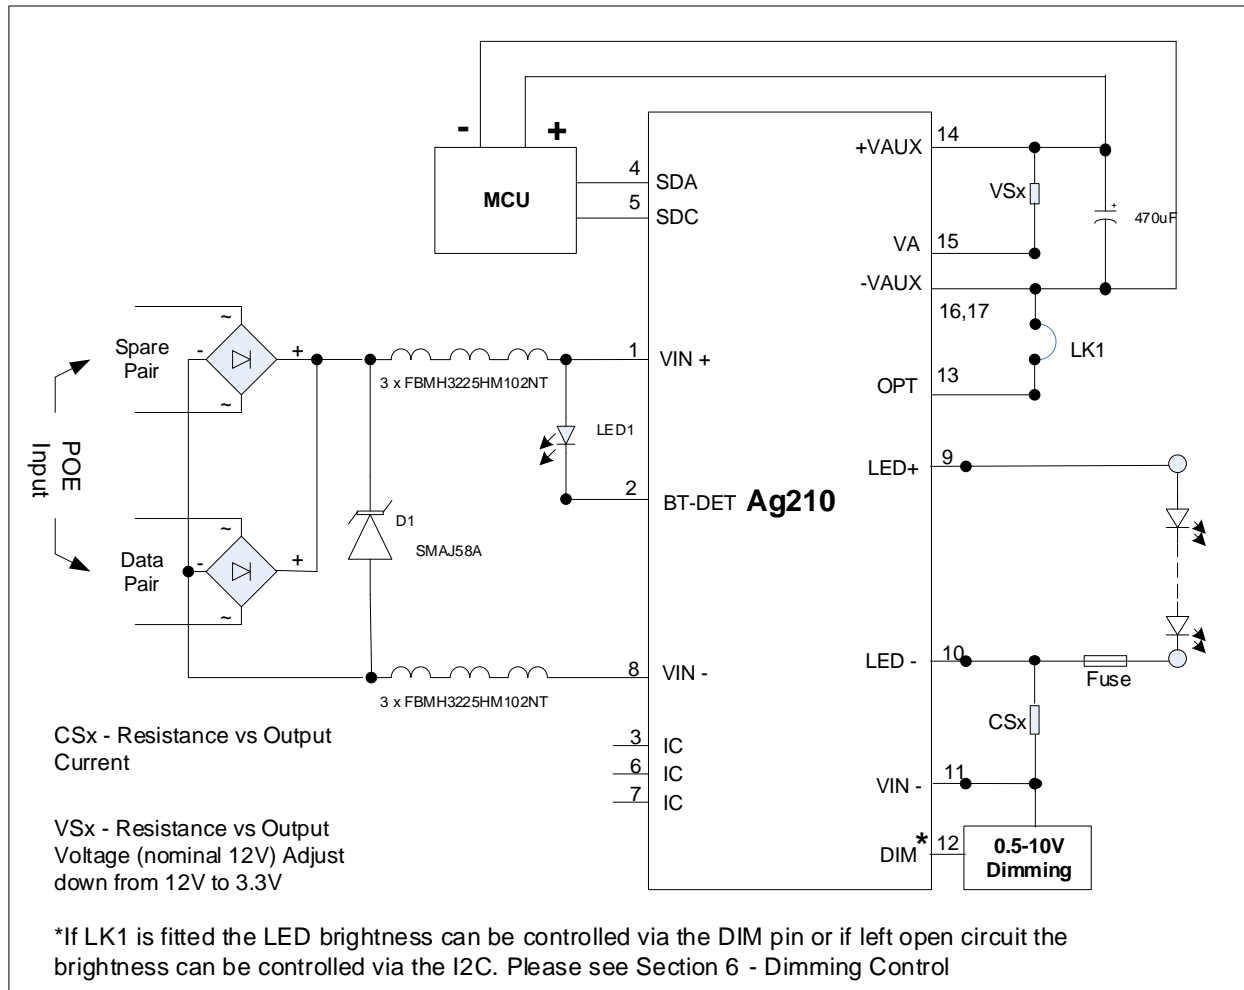 -
+
MCU
4
SDA
5
SDC
+VAUX
14
VSx
+
470uF
VA
15
-VAUX
16,17
LK1
OPT
13
~
Spare
Pair
-
+
~
3 x FBMH3225HM102NT
1
VIN +
LED1
2
BT-DET
Ag210
LED+
9
POE
Input
D1
SMAJ58A
~
Data
Pair
-
+
~
3 x FBMH3225HM102NT
8
VIN -
LED -
10
Fuse
CSx
3
IC
6
IC
7
IC
VIN -
11
DIM
*
12
0.5-10V
Dimming
CSx - Resistance vs Output
Current
VSx - Resistance vs Output
Voltage (nominal 12V) Adjust
down from 12V to 3.3V
*If LK1 is fitted the LED brightness can be controlled via the DIM pin or if left open circuit the
brightness can be controlled via the I2C. Please see Section 6 - Dimming Control